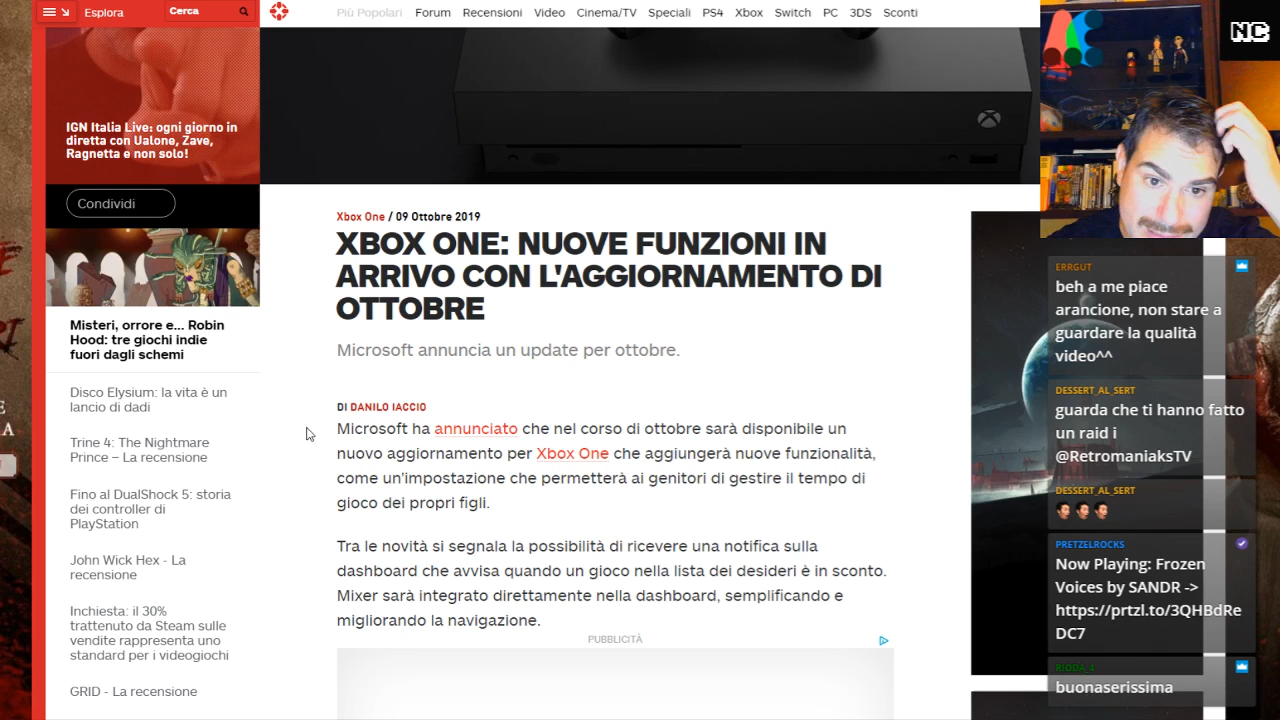 Esplora
Cerca
Più Popolari Forum Recensioni Video Cinema/TV Speciali PS4 Xbox Switch PC 3DS Sconti
NC
IGN Italia Live: ogni giorno in
diretta con Ualone, Zave,
Ragnetta e non solo!
Condividi
Misteri, orrore e... Robin
Hood: tre giochi indie
fuori dagli schemi
Disco Elysium: la vita è un
lancio di dadi
Trine 4: The Nightmare
Prince – La recensione
Fino al DualShock 5: storia
dei controller di
PlayStation
John Wick Hex - La
recensione
Inchiesta: il 30%
trattenuto da Steam sulle
vendite rappresenta uno
standard per i videogiochi
GRID - La recensione
Xbox One / 09 Ottobre 2019
XBOX ONE: NUOVE FUNZIONI IN
ARRIVO CON L'AGGIORNAMENTO DI
OTTOBRE
Microsoft annuncia un update per ottobre.
DI DANILO IACCIO
Microsoft ha annunciato che nel corso di ottobre sarà disponibile un
nuovo aggiornamento per Xbox One che aggiungerà nuove funzionalità,
come un'impostazione che permetterà ai genitori di gestire il tempo di
gioco dei propri figli.
Tra le novità si segnala la possibilità di ricevere una notifica sulla
dashboard che avvisa quando un gioco nella lista dei desideri è in sconto.
Mixer sarà integrato direttamente nella dashboard, semplificando e
migliorando la navigazione.
PUBBLICITÀ
ERRGUT
beh a me piace
arancione, non stare a
guardare la qualità
video^^
DESSERT_AL_SERT
guarda che ti hanno fatto
un raid i
@RetromaniaksTV
DESSERT_AL_SERT
PRETZELROCKS
Now Playing: Frozen
Voices by SANDR ->
https://prtzl.to/3QHBdRe
DC7
buonaserissima